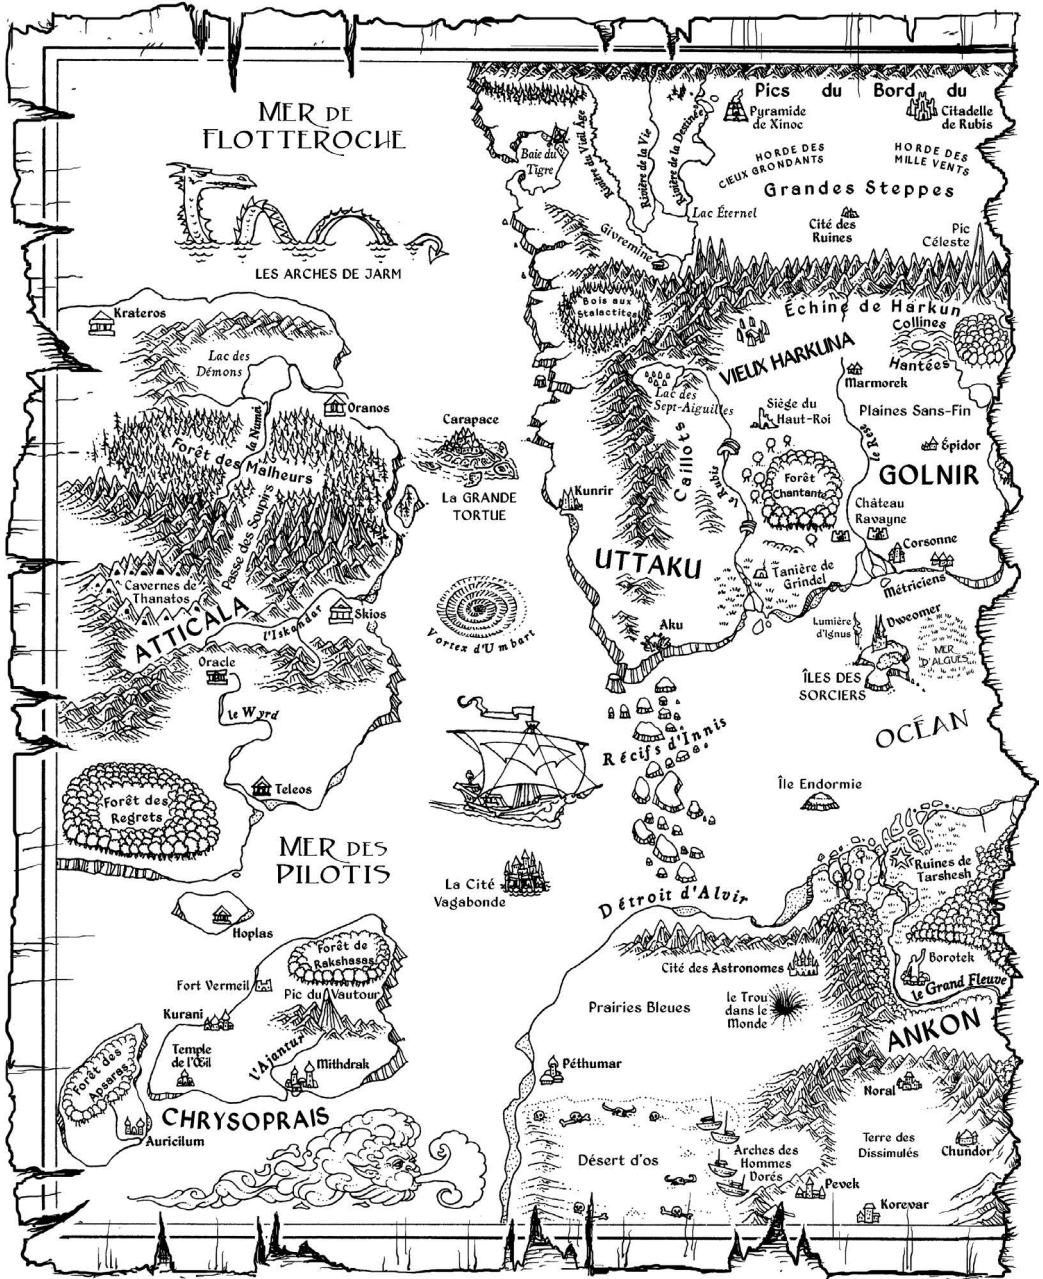 MER DE
FLOTTEROCHE
LES ARCHES DE JARM
Baie du
Tigre
Rivière du Vieil Âge
Rivière de la Vie
Rivière de la Destinée
Pics du Bord du
Pyramide
de Xinoc
Citadelle
de Rubis
HORDE DES
CIEUX GRONDANTS
HORDE DES
MILLE VENTS
Grandes Steppes
Lac Éternel
Cité des
Ruines
Pic
Céleste
Givremine
Krateros
Lac des
Démons
Oranos
la Numei
Forêt des Malheurs
Passe des Soupirs
Cavernes de
Thanatos
ATTICALA
l'Iskandar
Skios
Oracle
le Wyrd
Teleos
Forêt des
Regrets
Carapace
La GRANDE
TORTUE
Vortex d'Umbart
Bois aux
Stalactites
Échine de Harkun
VIEUX HARKUNA
Collines
Hantées
Lac des
Sept-Aiguilles
Marmorek
Siège du
Haut-Roi
Plaines Sans-Fin
Caillots
le Rubis
le Rese
Épidor
GOLNIR
Forêt
Chantante
Kunrir
Château
Ravayne
Corsonne
UTTAKU
Tanière de
Grindel
Métriciens
Aku
Lumière
d'Ignus
Dweomer
MER
D'ALGUES
ÎLES DES
SORCIERS
OCÉAN
Récifs d'Innis
Île Endormie
MER DES
PILOTIS
La Cité
Vagabonde
Détroit d'Alvir
Ruines de
Tarshesh
Hoplas
Forêt de
Rakshasas
Fort Vermeil
Pic du Vautour
Kurani
Temple
de l'Œil
l'Ajantur
Mithdrak
Forêt des
Apsaras
CHRYSOPRAIS
Auricilum
Cité des Astronomes
Borotek
le Grand Fleuve
Prairies Bleues
le Trou
dans le
Monde
ANKON
Péthumar
Noral
Désert d'os
Arches des
Hommes
Dorés
Terre des
Dissimulés
Chundor
Pevek
Korevar